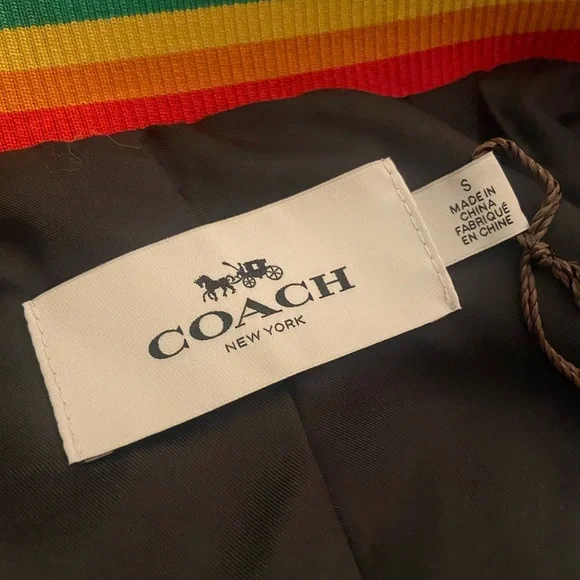 COACH
NEW YORK
S
MADE IN
CHINA
FABRIQUÉ
EN CHINE